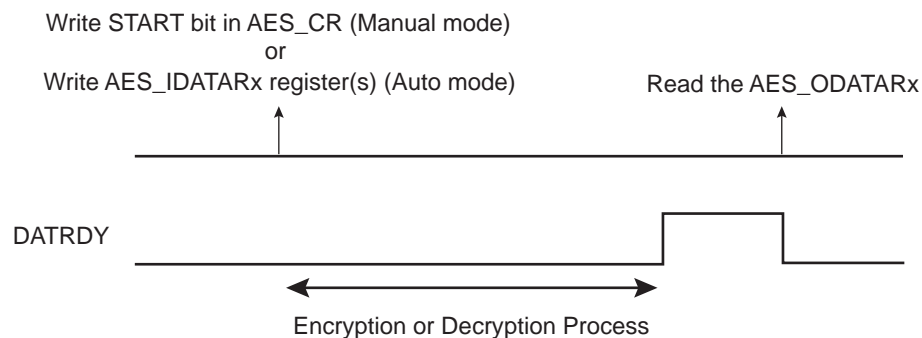 Write START bit in AES_CR (Manual mode)
or
Write AES_IDATARx register(s) (Auto mode)
Read the AES_ODATARx
DATRDY
Encryption or Decryption Process